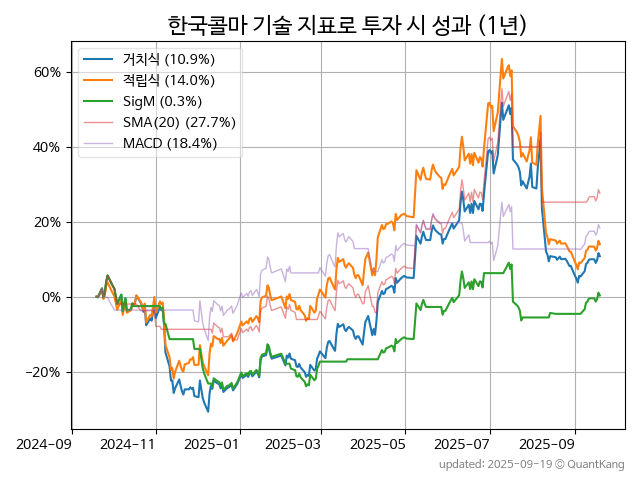 한국콜마 기술 지표로 투자 시 성과 (1년)
거치식 (10.9%)
적립식 (14.0%)
SigM (0.3%)
SMA(20) (27.7%)
MACD (18.4%)
60%
40%
20%
0%
−20%
2024-09 2024-11 2025-01 2025-03 2025-05 2025-07 2025-09
updated: 2025-09-19 © QuantKang